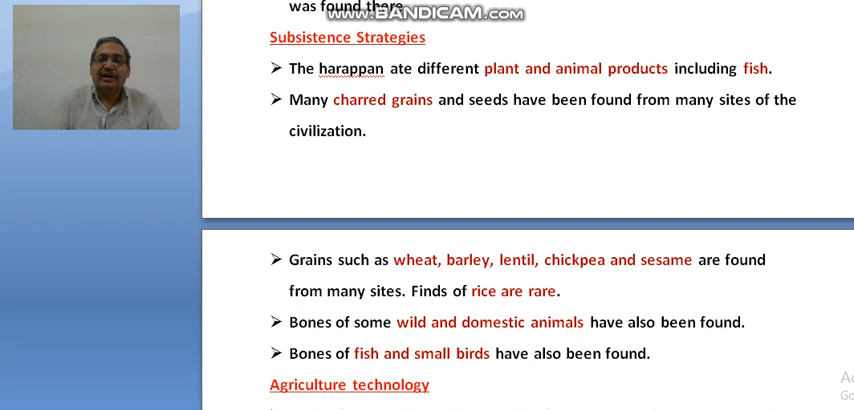 was found there
www.BANDICAM.com
Subsistence Strategies
➢ The harappan ate different plant and animal products including fish.
➢ Many charred grains and seeds have been found from many sites of the
civilization.
➢ Grains such as wheat, barley, lentil, chickpea and sesame are found
from many sites. Finds of rice are rare.
➢ Bones of some wild and domestic animals have also been found.
➢ Bones of fish and small birds have also been found.
Agriculture technology